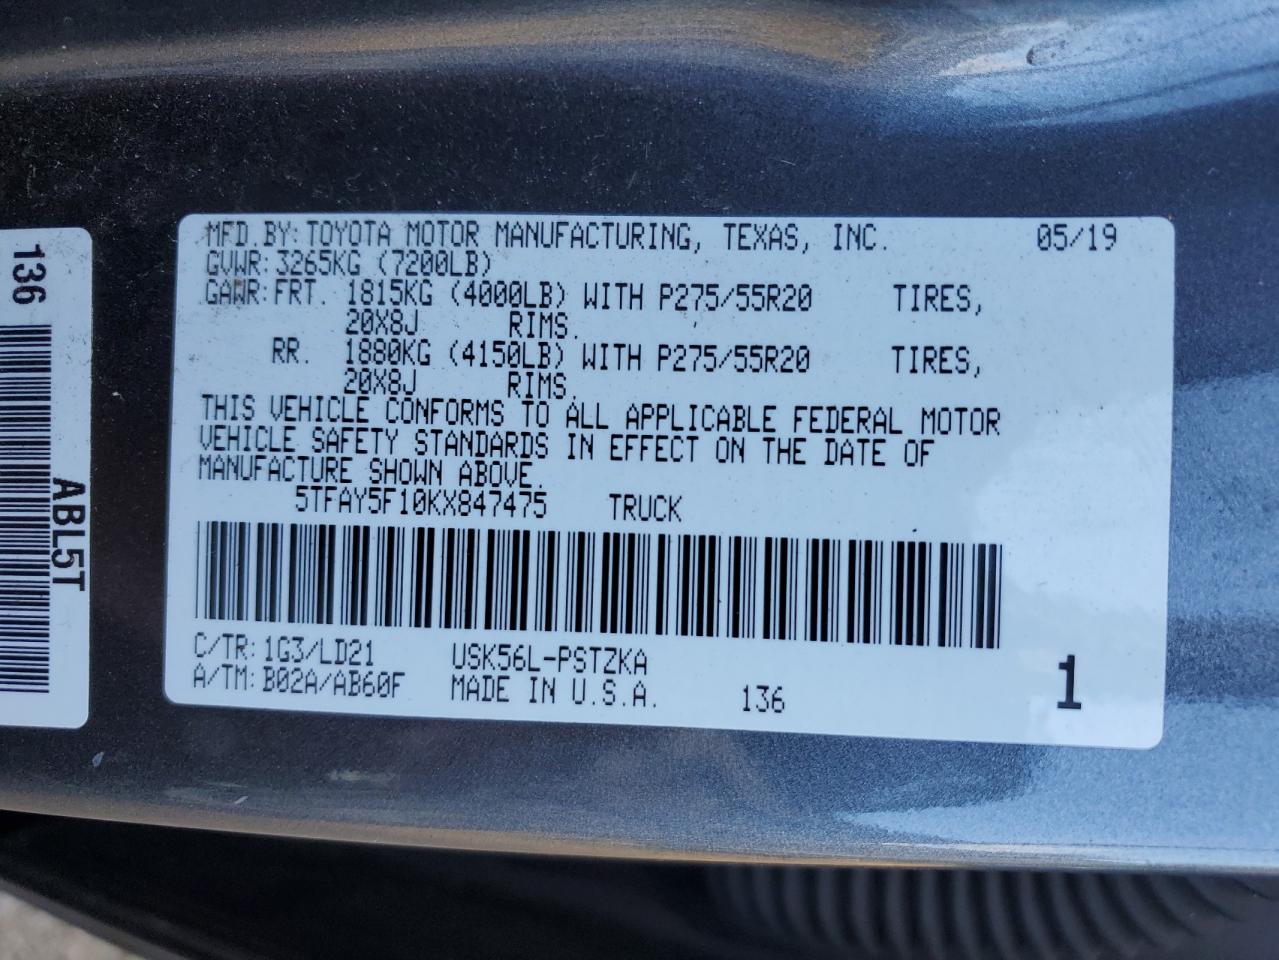 MFD. BY: TOYOTA MOTOR MANUFACTURING, TEXAS, INC. 05/19
GVWR: 3265KG (7200LB)
GAWR: FRT. 1815KG (4000LB) WITH P275/55R20 TIRES,
20X8J RIMS.
RR. 1880KG (4150LB) WITH P275/55R20 TIRES,
20X8J RIMS.
THIS VEHICLE CONFORMS TO ALL APPLICABLE FEDERAL MOTOR
VEHICLE SAFETY STANDARDS IN EFFECT ON THE DATE OF
MANUFACTURE SHOWN ABOVE.
5TFAY5F10KX847475 TRUCK
C/TR: 1G3/LD21 USK56L-PSTZKA
A/TM: B02A/AB60F MADE IN U.S.A. 136 1
136
ABL5T